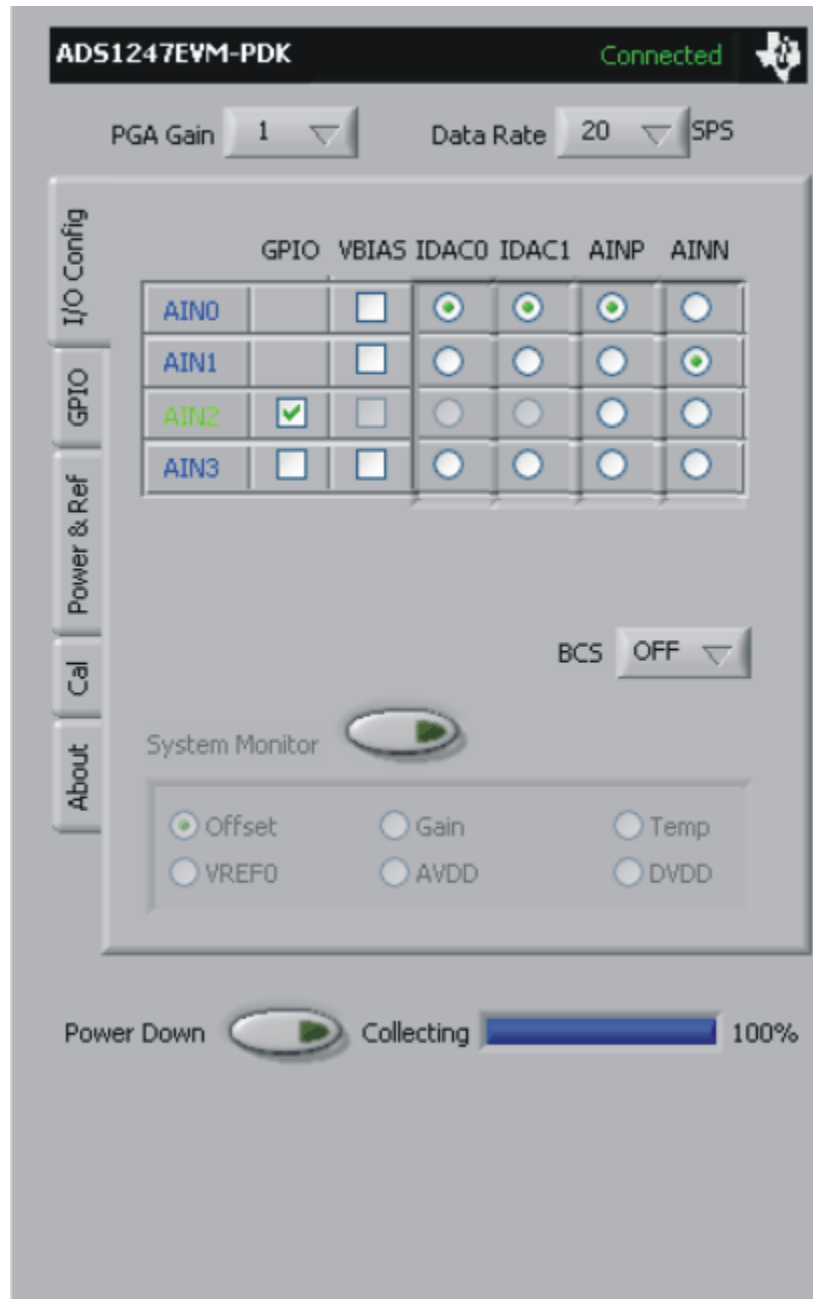 ADS1247EVM-PDK Connected
PGA Gain 1 Data Rate 20 SPS
I/O Config
GPIO
Power & Ref
Cal
About
GPIO VBIAS IDAC0 IDAC1 AINP AINN
AIN0
AIN1
AIN2
AIN3
BCS OFF
System Monitor
Offset Gain Temp
VREF0 AVDD DVDD
Power Down Collecting 100%